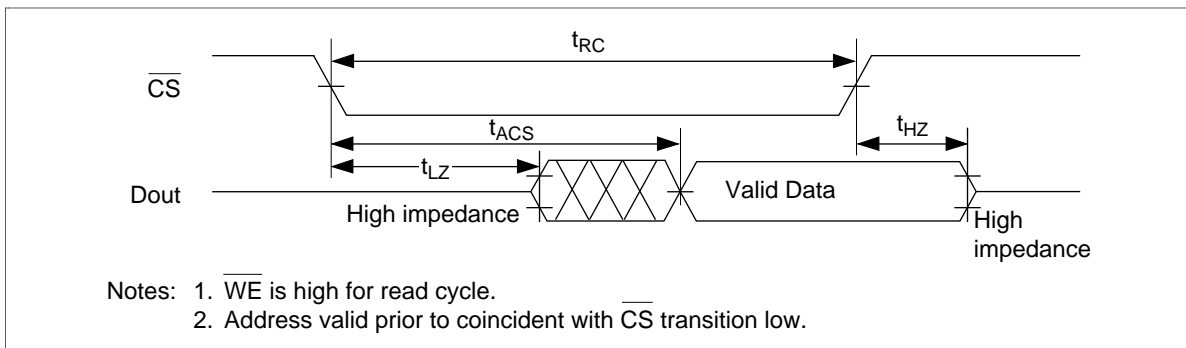 tRC
CS
tACS
tHZ
tLZ
Dout
Valid Data
High impedance
High
impedance
Notes: 1. WE is high for read cycle.
2. Address valid prior to coincident with CS transition low.